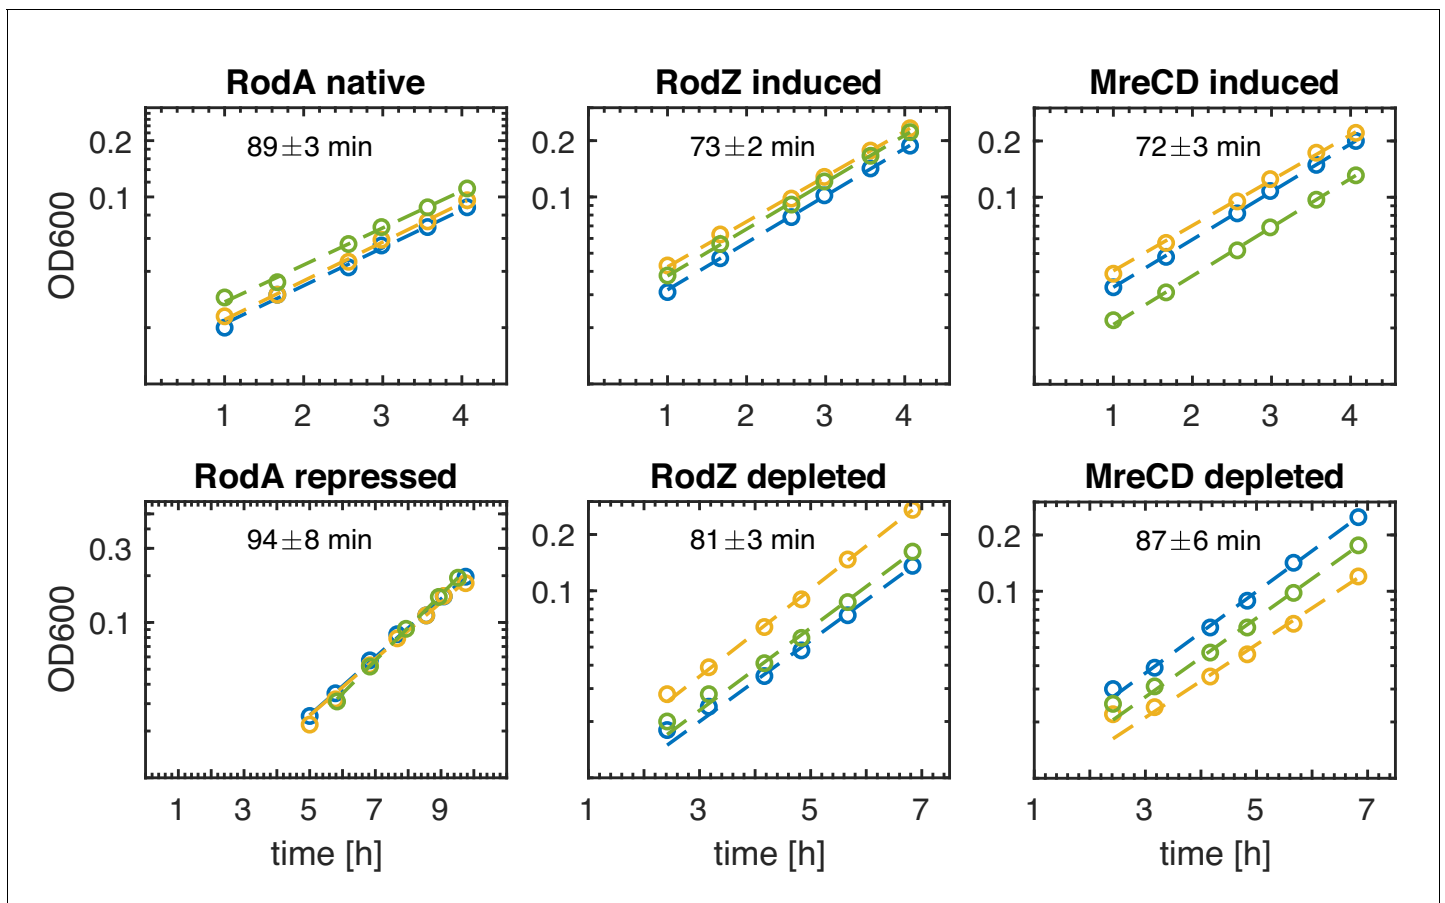 RodA native RodZ induced MreCD induced
89±3 min 73±2 min 72±3 min
0.2 0.2 0.2
0.1 0.1 0.1
OD600
1 2 3 4 1 2 3 4 1 2 3 4
RodA repressed RodZ depleted MreCD depleted
94±8 min 81±3 min 87±6 min
0.3 0.2 0.2
0.1 0.1 0.1
OD600
1 3 5 7 9 1 3 5 7 1 3 5 7
time [h] time [h] time [h]